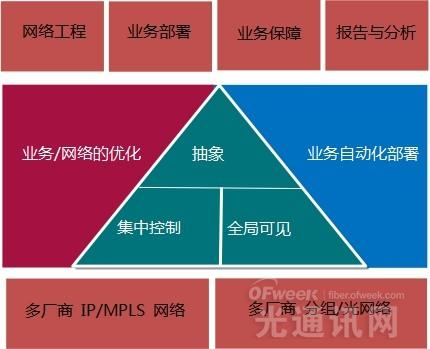 网络工程
业务部署
业务保障
报告与分析
业务/网络的优化
抽象
业务自动化部署
集中控制
全局可见
多厂商 IP/MPLS 网络
多厂商 分组/光网络
OFweek
fiber.ofweek.com
光通讯网